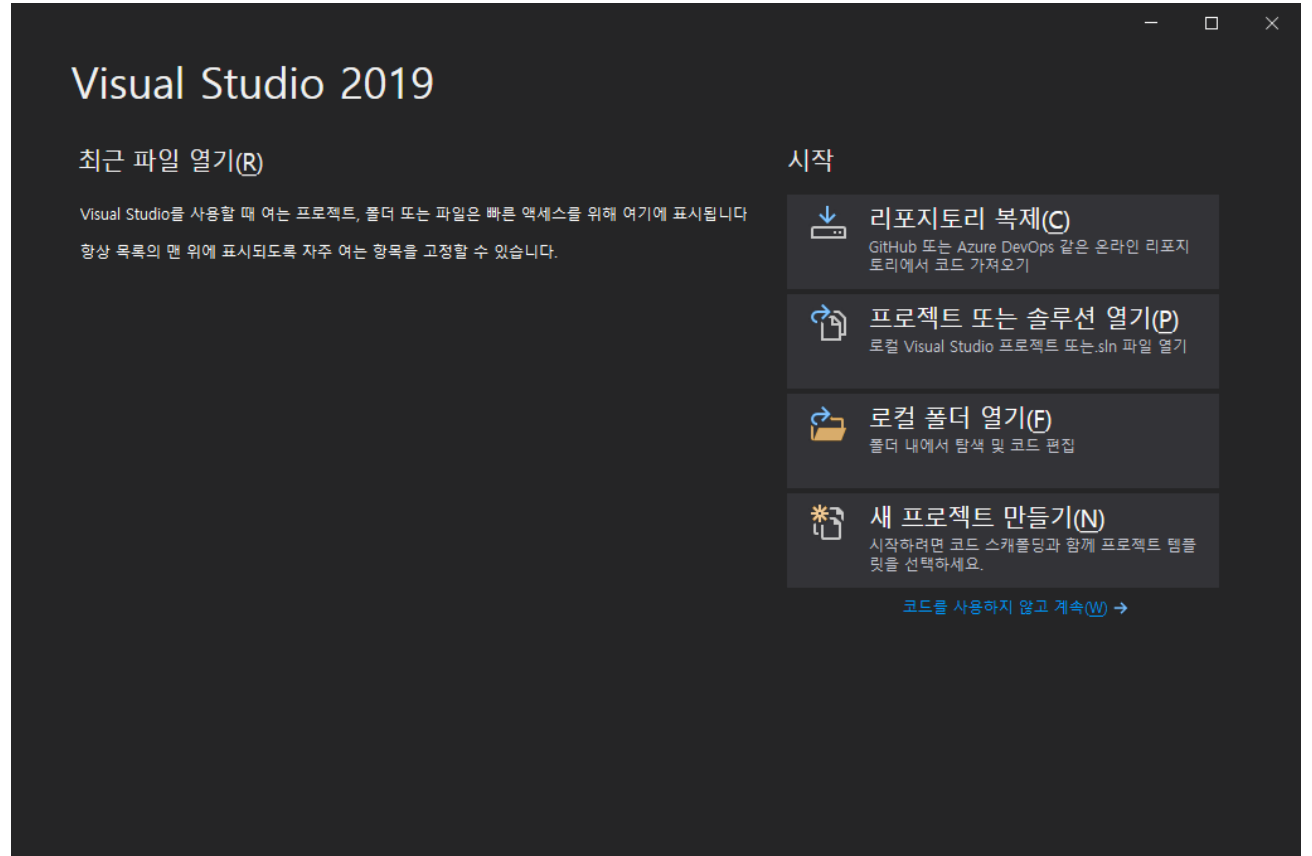 Visual Studio 2019
최근 파일 열기(R)
Visual Studio를 사용할 때 여는 프로젝트, 폴더 또는 파일은 빠른 액세스를 위해 여기에 표시됩니다
항상 목록의 맨 위에 표시되도록 자주 여는 항목을 고정할 수 있습니다.
시작
리포지토리 복제(C)
GitHub 또는 Azure DevOps 같은 온라인 리포지
토리에서 코드 가져오기
프로젝트 또는 솔루션 열기(P)
로컬 Visual Studio 프로젝트 또는.sln 파일 열기
로컬 폴더 열기(F)
폴더 내에서 탐색 및 코드 편집
새 프로젝트 만들기(N)
시작하려면 코드 스캐폴딩과 함께 프로젝트 템플
릿을 선택하세요.
코드를 사용하지 않고 계속(W) →